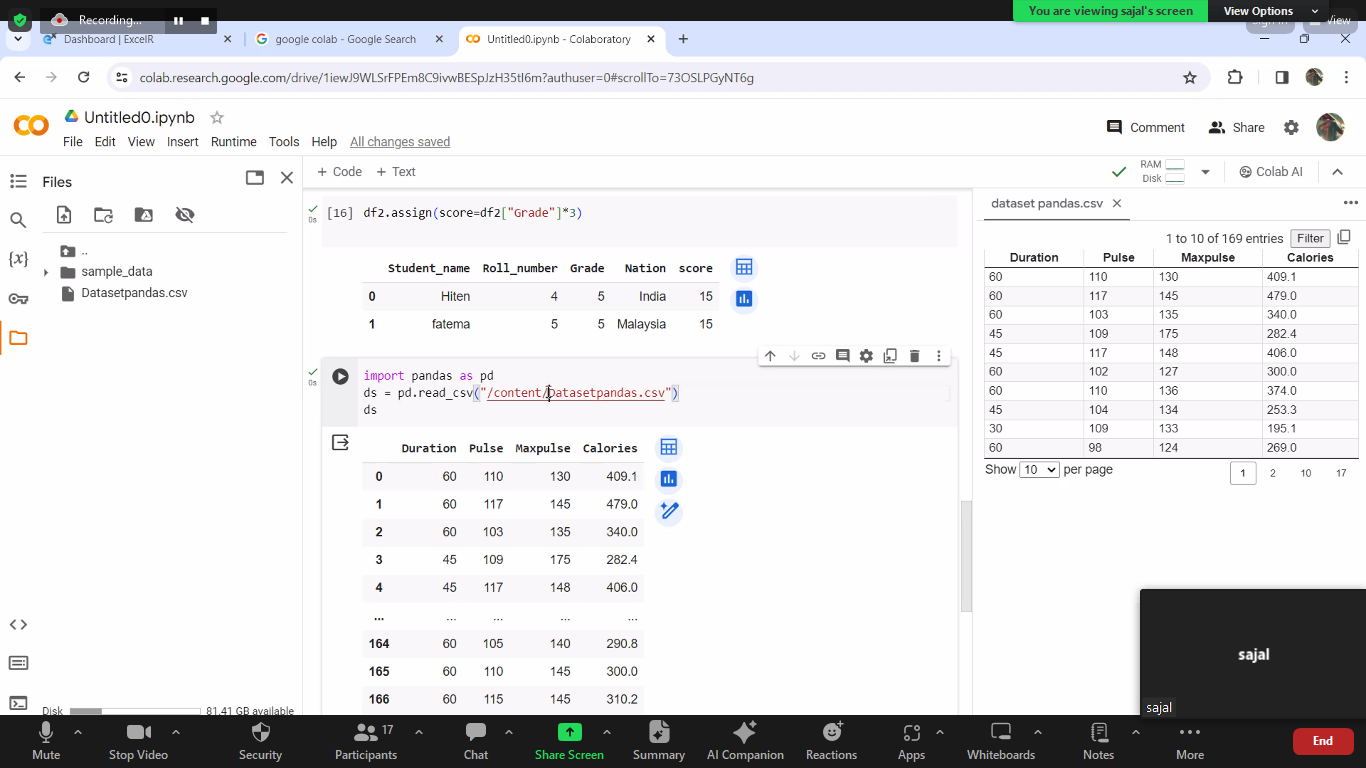 Recording...
You are viewing sajal's screen
View Options
View
Dashboard | ExcelR
google colab - Google Search
Untitled0.ipynb - Colaboratory
colab.research.google.com/drive/1iewJ9WLSrFPEm8C9ivwBESpJzH35tI6m?authuser=0#scrollTo=73OSLPGyNT6g
Untitled0.ipynb
File Edit View Insert Runtime Tools Help All changes saved
Comment
Share
Files
+ Code + Text
RAM
Disk
Colab AI
..
sample_data
Datasetpandas.csv
0s
[16] df2.assign(score=df2["Grade"]*3)
Student_name Roll_number Grade Nation score
0 Hiten 4 5 India 15
1 fatema 5 5 Malaysia 15
0s
import pandas as pd
ds = pd.read_csv("/content/Datasetpandas.csv")
ds
Duration Pulse Maxpulse Calories
0 60 110 130 409.1
1 60 117 145 479.0
2 60 103 135 340.0
3 45 109 175 282.4
4 45 117 148 406.0
... ... ... ... ...
164 60 105 140 290.8
165 60 110 145 300.0
166 60 115 145 310.2
dataset pandas.csv
1 to 10 of 169 entries Filter
Duration Pulse Maxpulse Calories
60 110 130 409.1
60 117 145 479.0
60 103 135 340.0
45 109 175 282.4
45 117 148 406.0
60 102 127 300.0
60 110 136 374.0
45 104 134 253.3
30 109 133 195.1
60 98 124 269.0
Show 10 per page
1 2 10 17
sajal
sajal
Disk 81.41 GB available
Mute
Stop Video
Security
17
Participants
Chat
Share Screen
Summary
AI Companion
Reactions
Apps
Whiteboards
Notes
More
End